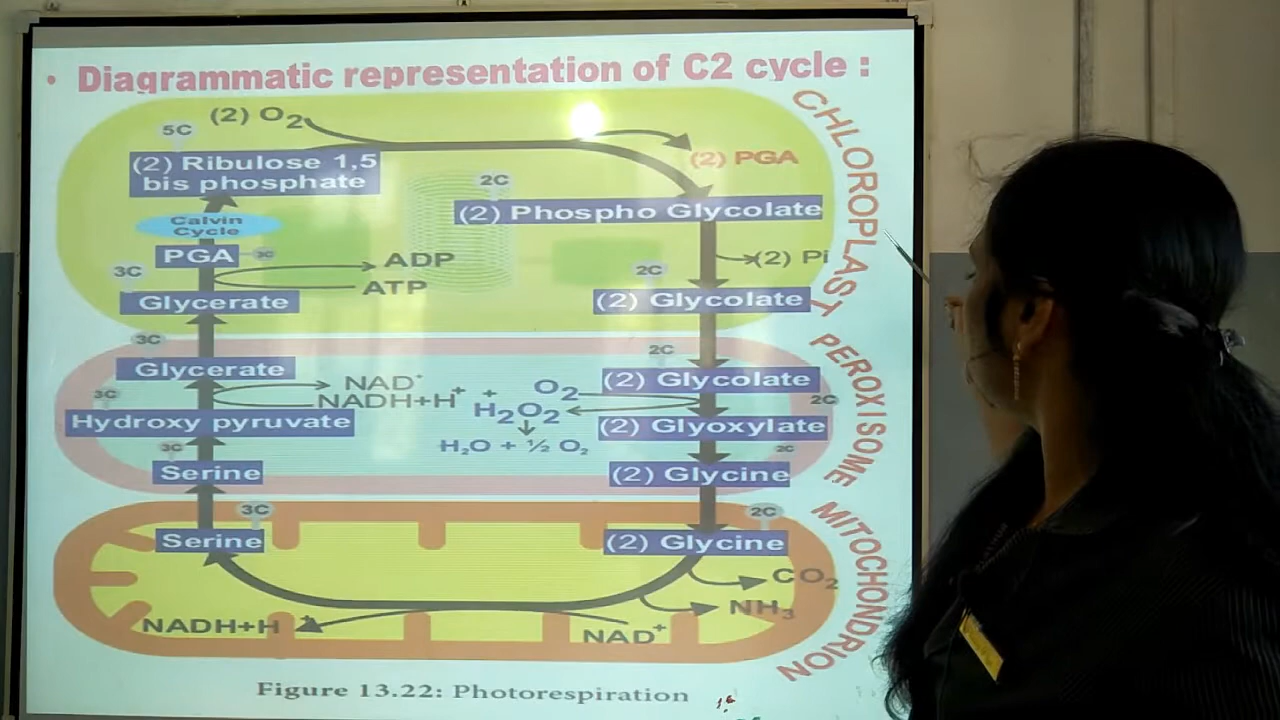 • Diagrammatic representation of C2 cycle :
CHLOROPLAST
(2) O₂
5C
(2) Ribulose 1,5
bis phosphate
(2) PGA
2C
(2) Phospho Glycolate
Calvin
Cycle
PGA 3C
ADP
(2) Pi
3C
ATP
2C
Glycerate
(2) Glycolate
PEROXISOME
3C
2C
Glycerate
(2) Glycolate
3C
NAD⁺
NADH+H⁺
O₂
+
H₂O₂
2C
Hydroxy pyruvate
(2) Glyoxylate
3C
H₂O + ½ O₂
2C
Serine
(2) Glycine
MITOCHONDRION
3C
2C
Serine
(2) Glycine
CO₂
NH₃
NADH+H
NAD⁺
Figure 13.22: Photorespiration